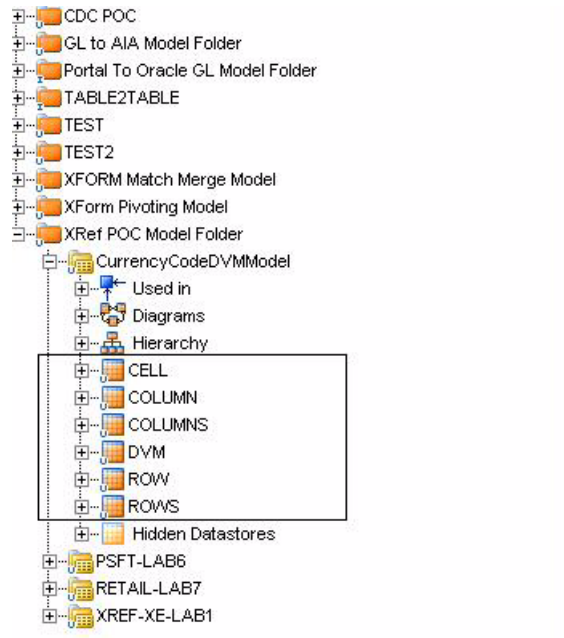 CDC POC
GL to AIA Model Folder
Portal To Oracle GL Model Folder
TABLE2TABLE
TEST
TEST2
XFORM Match Merge Model
XForm Pivoting Model
XRef POC Model Folder
CurrencyCodeDVMModel
Used in
Diagrams
Hierarchy
CELL
COLUMN
COLUMNS
DVM
ROW
ROWS
Hidden Datastores
PSFT-LAB6
RETAIL-LAB7
XREF-XE-LAB1